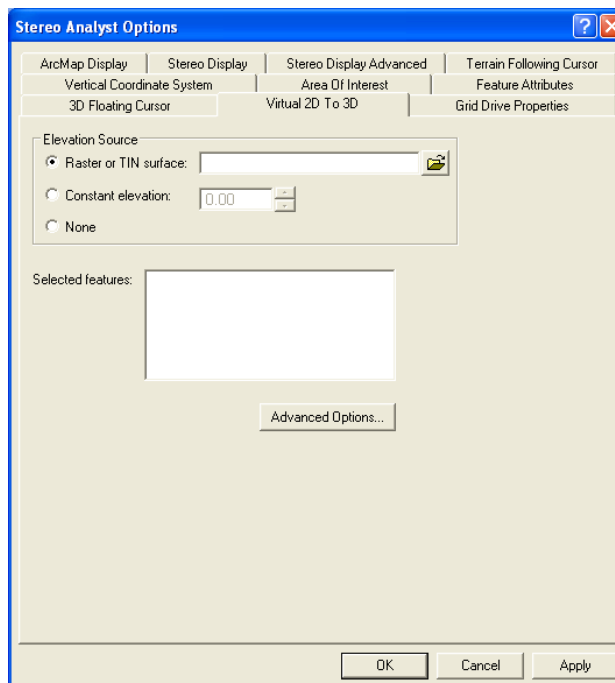 Stereo Analyst Options
ArcMap Display Stereo Display Stereo Display Advanced Terrain Following Cursor
Vertical Coordinate System Area Of Interest Feature Attributes
3D Floating Cursor Virtual 2D To 3D Grid Drive Properties
Elevation Source
Raster or TIN surface:
Constant elevation: 0.00
None
Selected features:
Advanced Options...
OK Cancel Apply